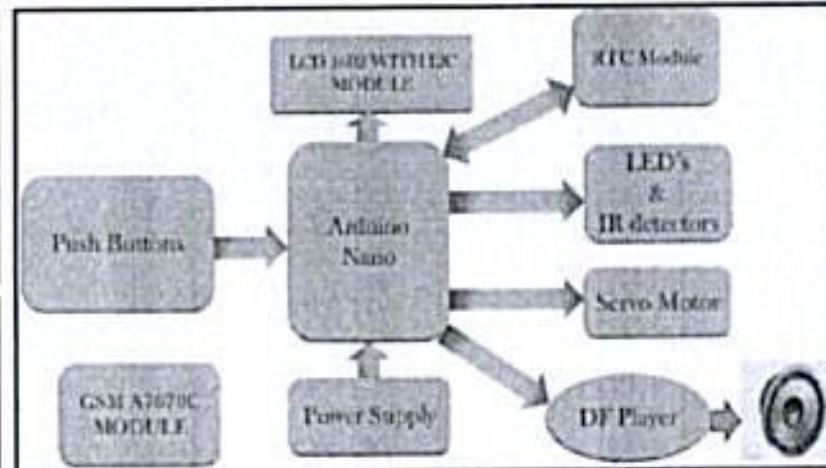 LCD 1602 WITH I2C
MODULE
RTC Module
LED's
&
IR detectors
Push Buttons
Arduino
Nano
Servo Motor
GSM A7670C
MODULE
Power Supply
DF Player